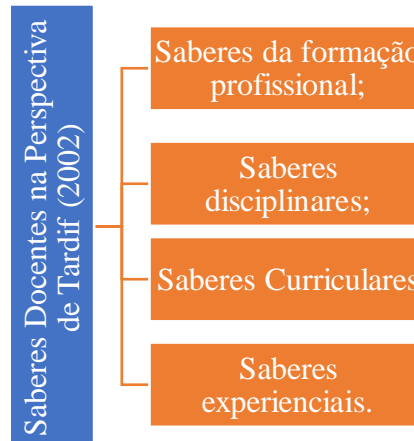 Saberes Docentes na Perspectiva
de Tardif (2002)
Saberes da formação
profissional;
Saberes
disciplinares;
Saberes Curriculares
Saberes
experienciais.